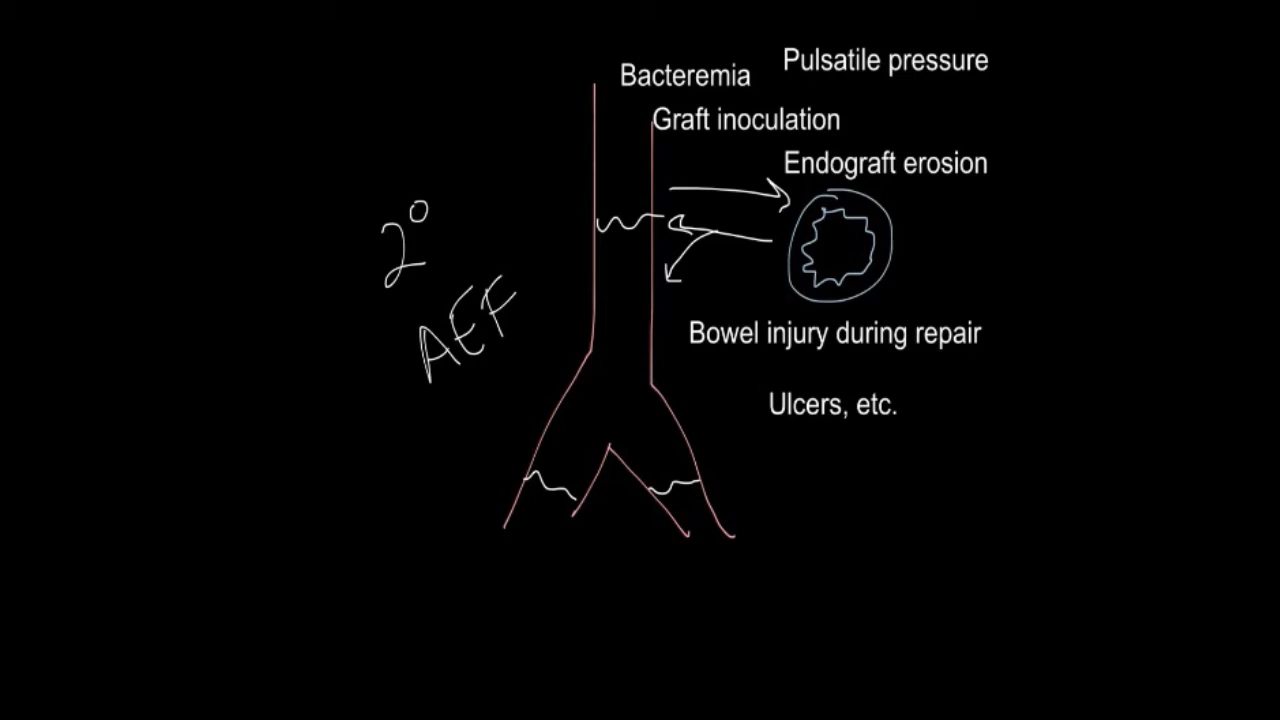 Pulsatile pressure
Bacteremia
Graft inoculation
Endograft erosion
2°
AEF
Bowel injury during repair
Ulcers, etc.